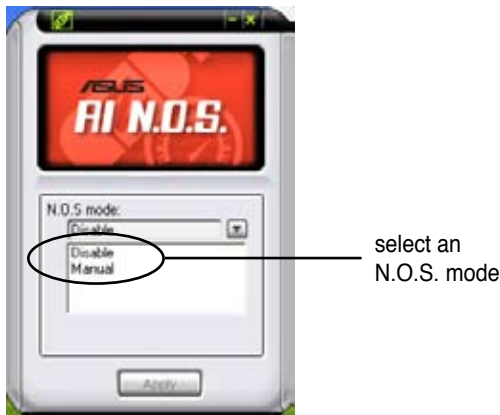 ASUS
AI N.O.S.
N.O.S mode:
Disable
Disable
Manual
Apply
select an
N.O.S. mode